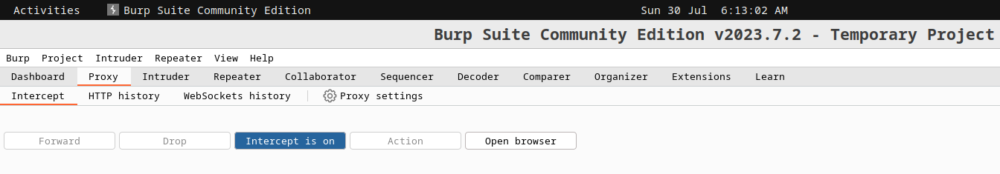 Activities Burp Suite Community Edition Sun 30 Jul 6:13:02 AM
Burp Suite Community Edition v2023.7.2 - Temporary Project
Burp Project Intruder Repeater View Help
Dashboard Proxy Intruder Repeater Collaborator Sequencer Decoder Comparer Organizer Extensions Learn
Intercept HTTP history WebSockets history Proxy settings
Forward Drop Intercept is on Action Open browser